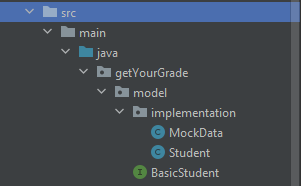 src
main
java
getYourGrade
model
implementation
C MockData
C Student
I BasicStudent